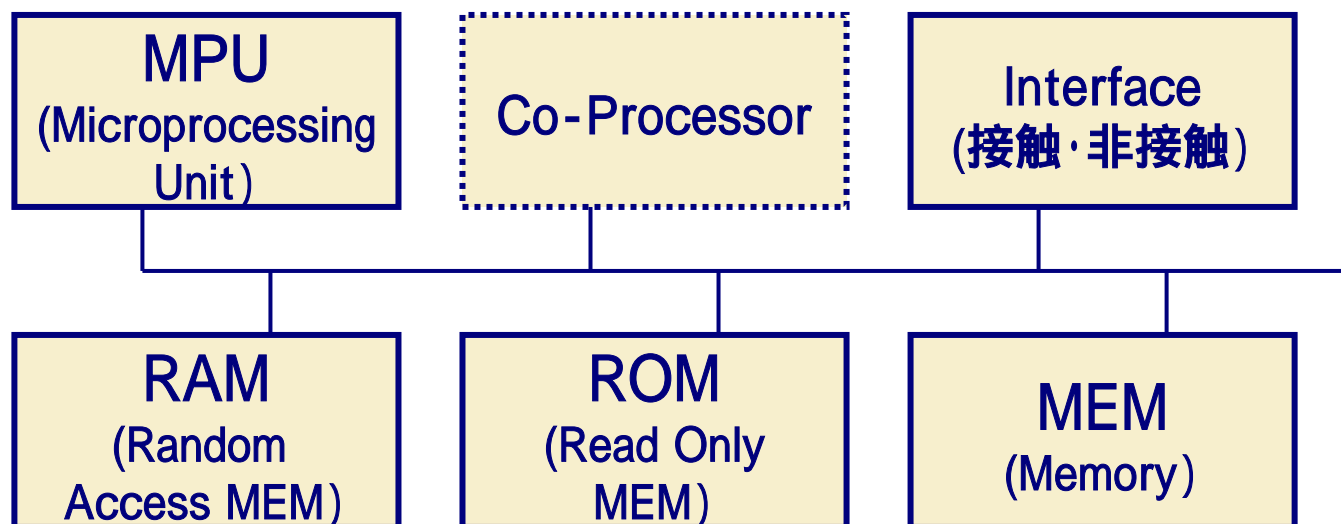 MPU
(Microprocessing
Unit)
Co-Processor
Interface
(接触・非接触)
RAM
(Random
Access MEM)
ROM
(Read Only
MEM)
MEM
(Memory)